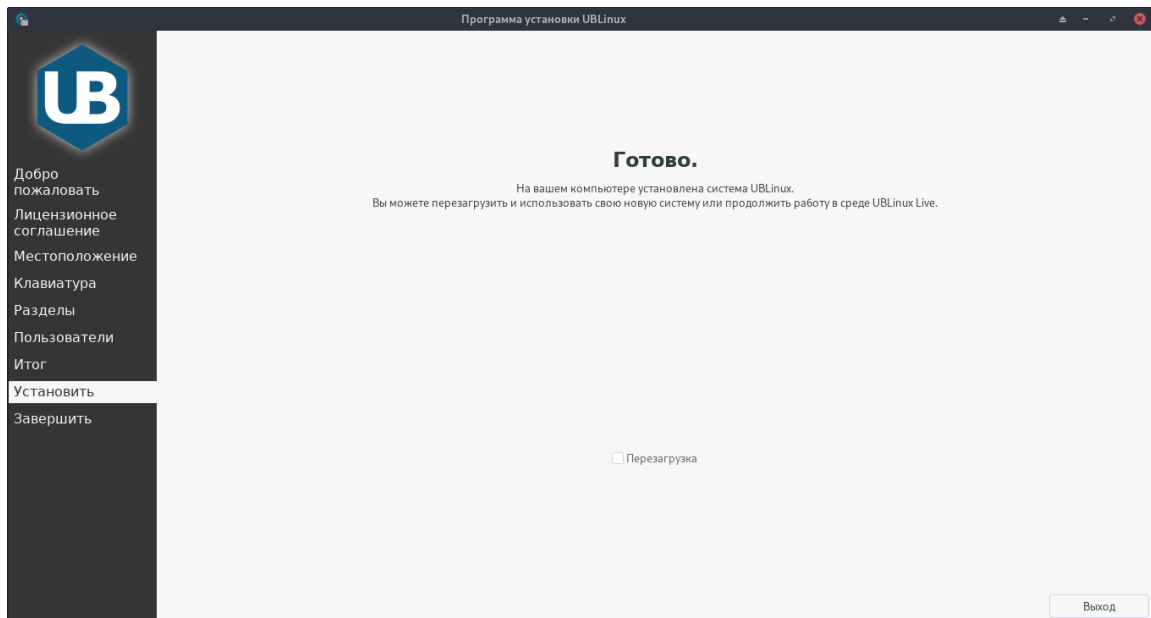 Программа установки UBLinux
UB
Добро
пожаловать
Лицензионное
соглашение
Местоположение
Клавиатура
Разделы
Пользователи
Итог
Установить
Завершить
Готово.
На вашем компьютере установлена система UBLinux.
Вы можете перезагрузить и использовать свою новую систему или продолжить работу в среде UBLinux Live.
Перезагрузка
Выход